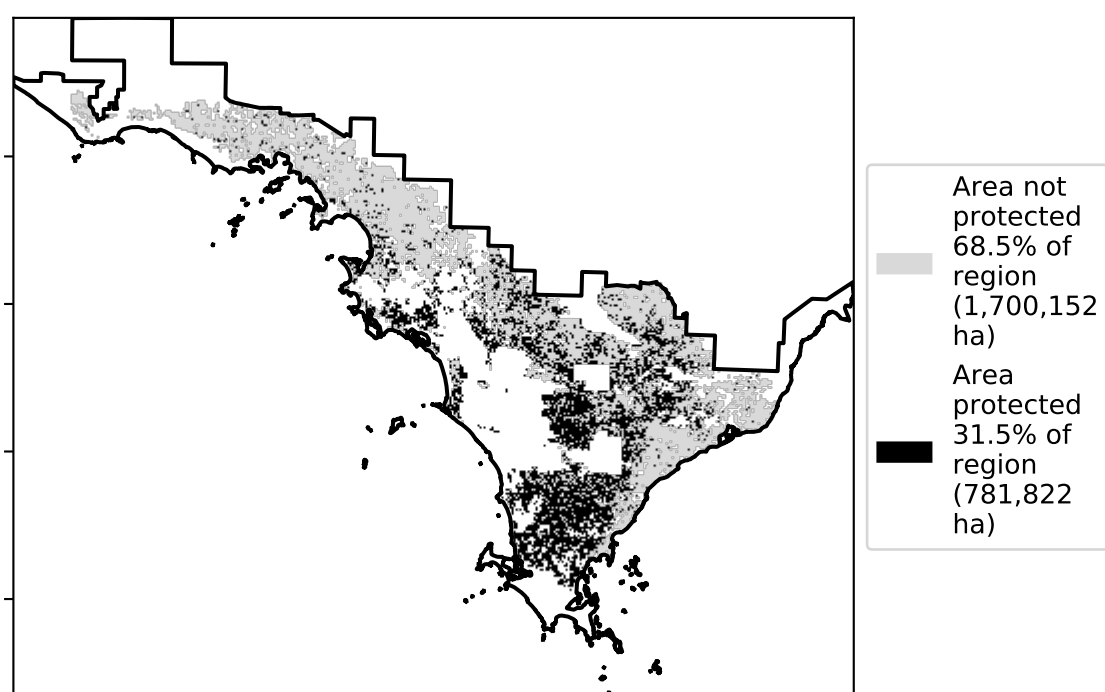 Area not
protected
68.5% of
region
(1,700,152
ha)
Area
protected
31.5% of
region
(781,822
ha)